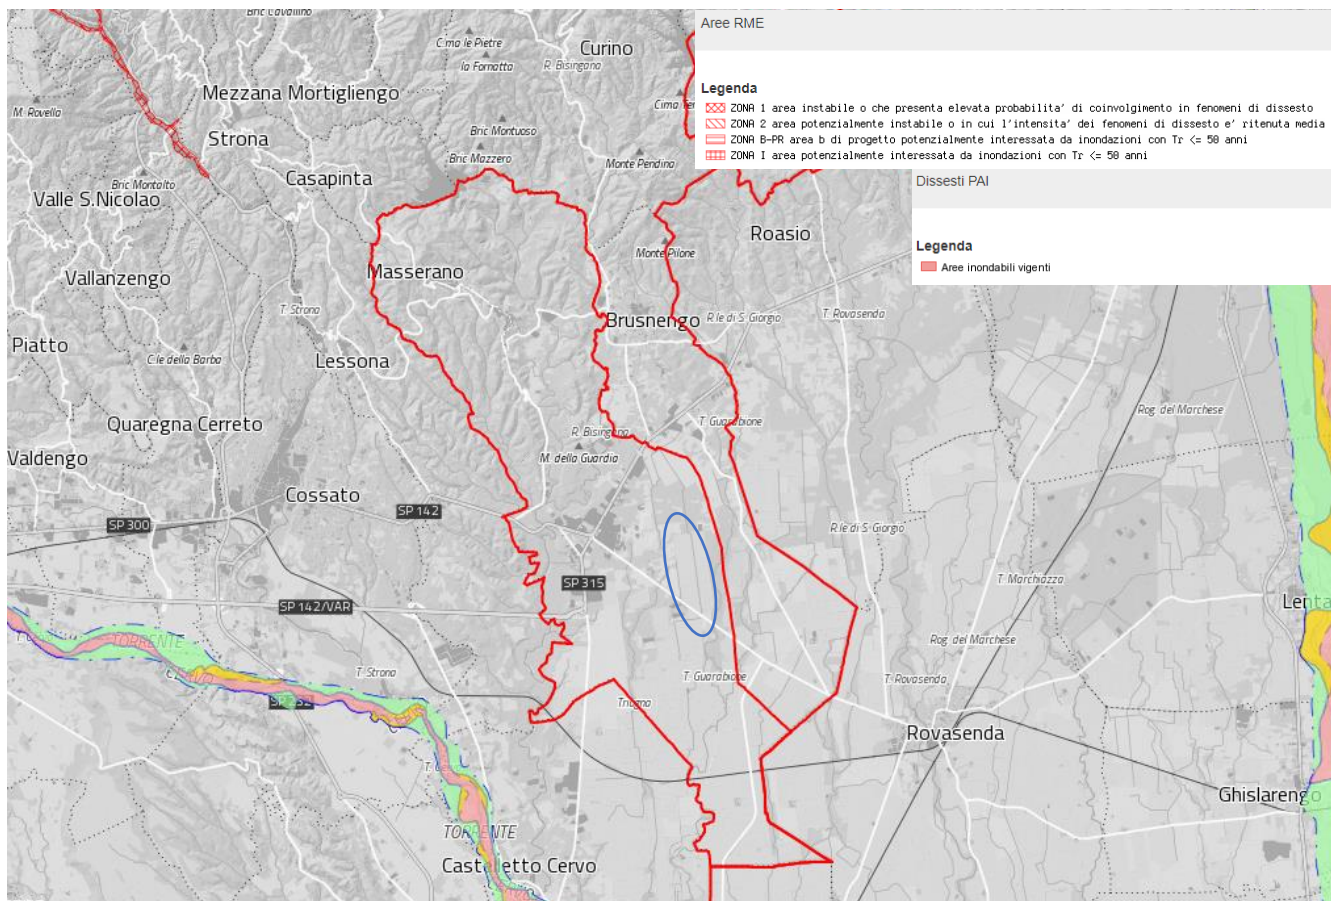 Bric Cavallino
Aree RME
C.ma le Pietre
Curino
la Fornatta
R. Bisingana
Legenda
Mezzana Mortigliengo
M. Rovella
ZONA 1 area instabile o che presenta elevata probabilita' di coinvolgimento in fenomeni di dissesto
ZONA 2 area potenzialmente instabile o in cui l'intensita' dei fenomeni di dissesto e' ritenuta media
ZONA B-PR area b di progetto potenzialmente interessata da inondazioni con Tr <= 50 anni
ZONA I area potenzialmente interessata da inondazioni con Tr <= 50 anni
Cima
Strona
Bric Montuoso
Bric Mazzero
Monte Pendina
Casapinta
Bric Montalto
Valle S.Nicolao
Dissesti PAI
Roasio
Monte Pilone
Legenda
Aree inondabili vigenti
Masserano
Vallanzengo
T. Strona
Brusnengo
R.le di S. Giorgio
T. Rovasenda
Piatto
C.le della Barba
Lessona
Rog. del Marchese
Quaregna Cerreto
T. Guarabione
R. Bisingana
Valdengo
M. della Guardia
Cossato
SP 142
SP 300
R.le di S. Giorgio
SP 315
T. Marchiazza
SP 142/VAR
Lenta
TORRENTE
Rog. del Marchese
T. Strona
T. Guarabione
T. Rovasenda
Triogna
Rovasenda
Ghislarengo
TORRENTE
Castelletto Cervo